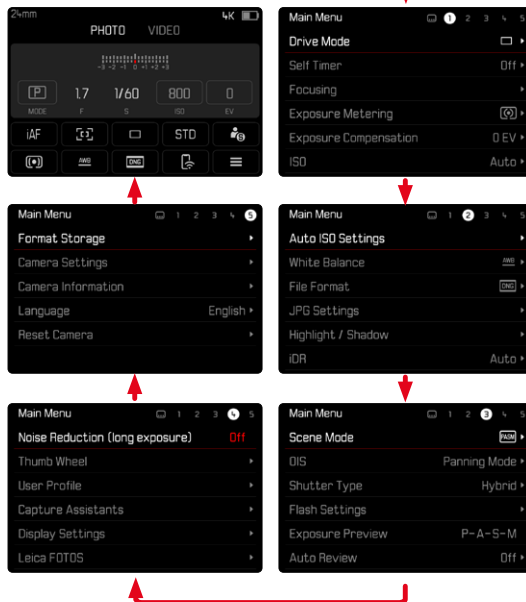 24mm 4K
PHOTO VIDEO
-3 -2 -1 0 +1 +2 +3
P 1.7 1/60 800 0
MODE F S ISO EV
iAF STD
AWB DNG
Main Menu 1 2 3 4 5
Drive Mode
Self Timer Off
Focusing
Exposure Metering
Exposure Compensation 0 EV
ISO Auto
Main Menu 1 2 3 4 5
Format Storage
Camera Settings
Camera Information
Language English
Reset Camera
Main Menu 1 2 3 4 5
Auto ISO Settings
White Balance AWB
File Format DNG
JPG Settings
Highlight / Shadow
iDR Auto
Main Menu 1 2 3 4 5
Noise Reduction (long exposure) Off
Thumb Wheel
User Profile
Capture Assistants
Display Settings
Leica FOTOS
Main Menu 1 2 3 4 5
Scene Mode PASM
OIS Panning Mode
Shutter Type Hybrid
Flash Settings
Exposure Preview P-A-S-M
Auto Review Off